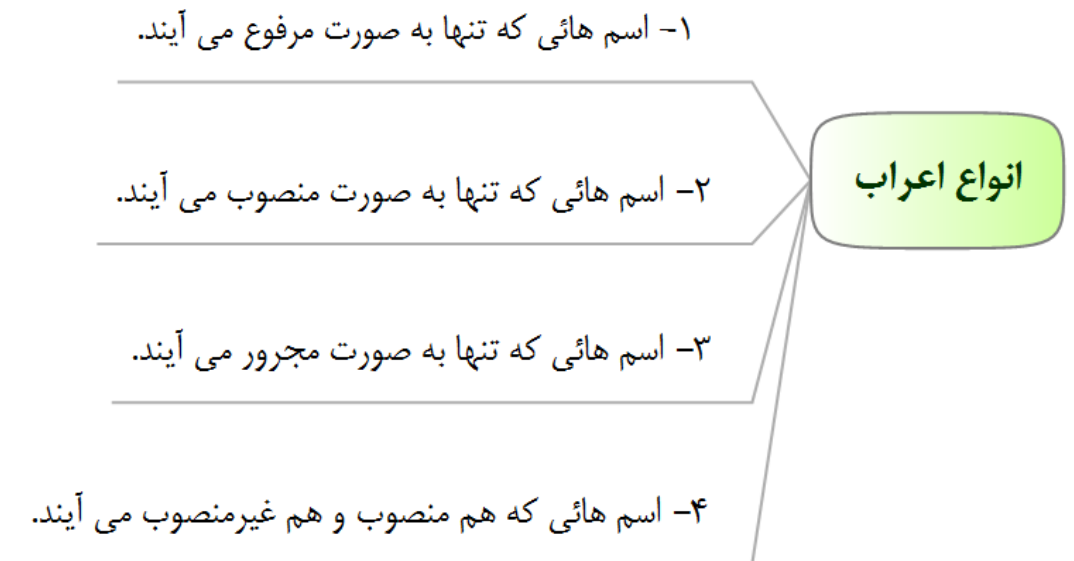 انواع اعراب
۱- اسم هائی که تنها به صورت مرفوع می آیند.
۲- اسم هائی که تنها به صورت منصوب می آیند.
۳- اسم هائی که تنها به صورت مجرور می آیند.
۴- اسم هائی که هم منصوب و هم غیرمنصوب می آیند.